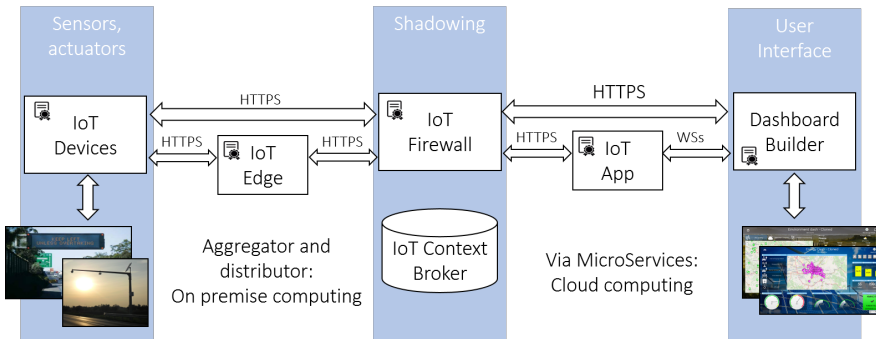 Sensors,
actuators
Shadowing
User
Interface
HTTPS
HTTPS
IoT
Devices
IoT
Firewall
Dashboard
Builder
HTTPS
HTTPS
HTTPS
WSs
IoT
Edge
IoT
App
IoT Context
Broker
Aggregator and
distributor:
On premise computing
Via MicroServices:
Cloud computing